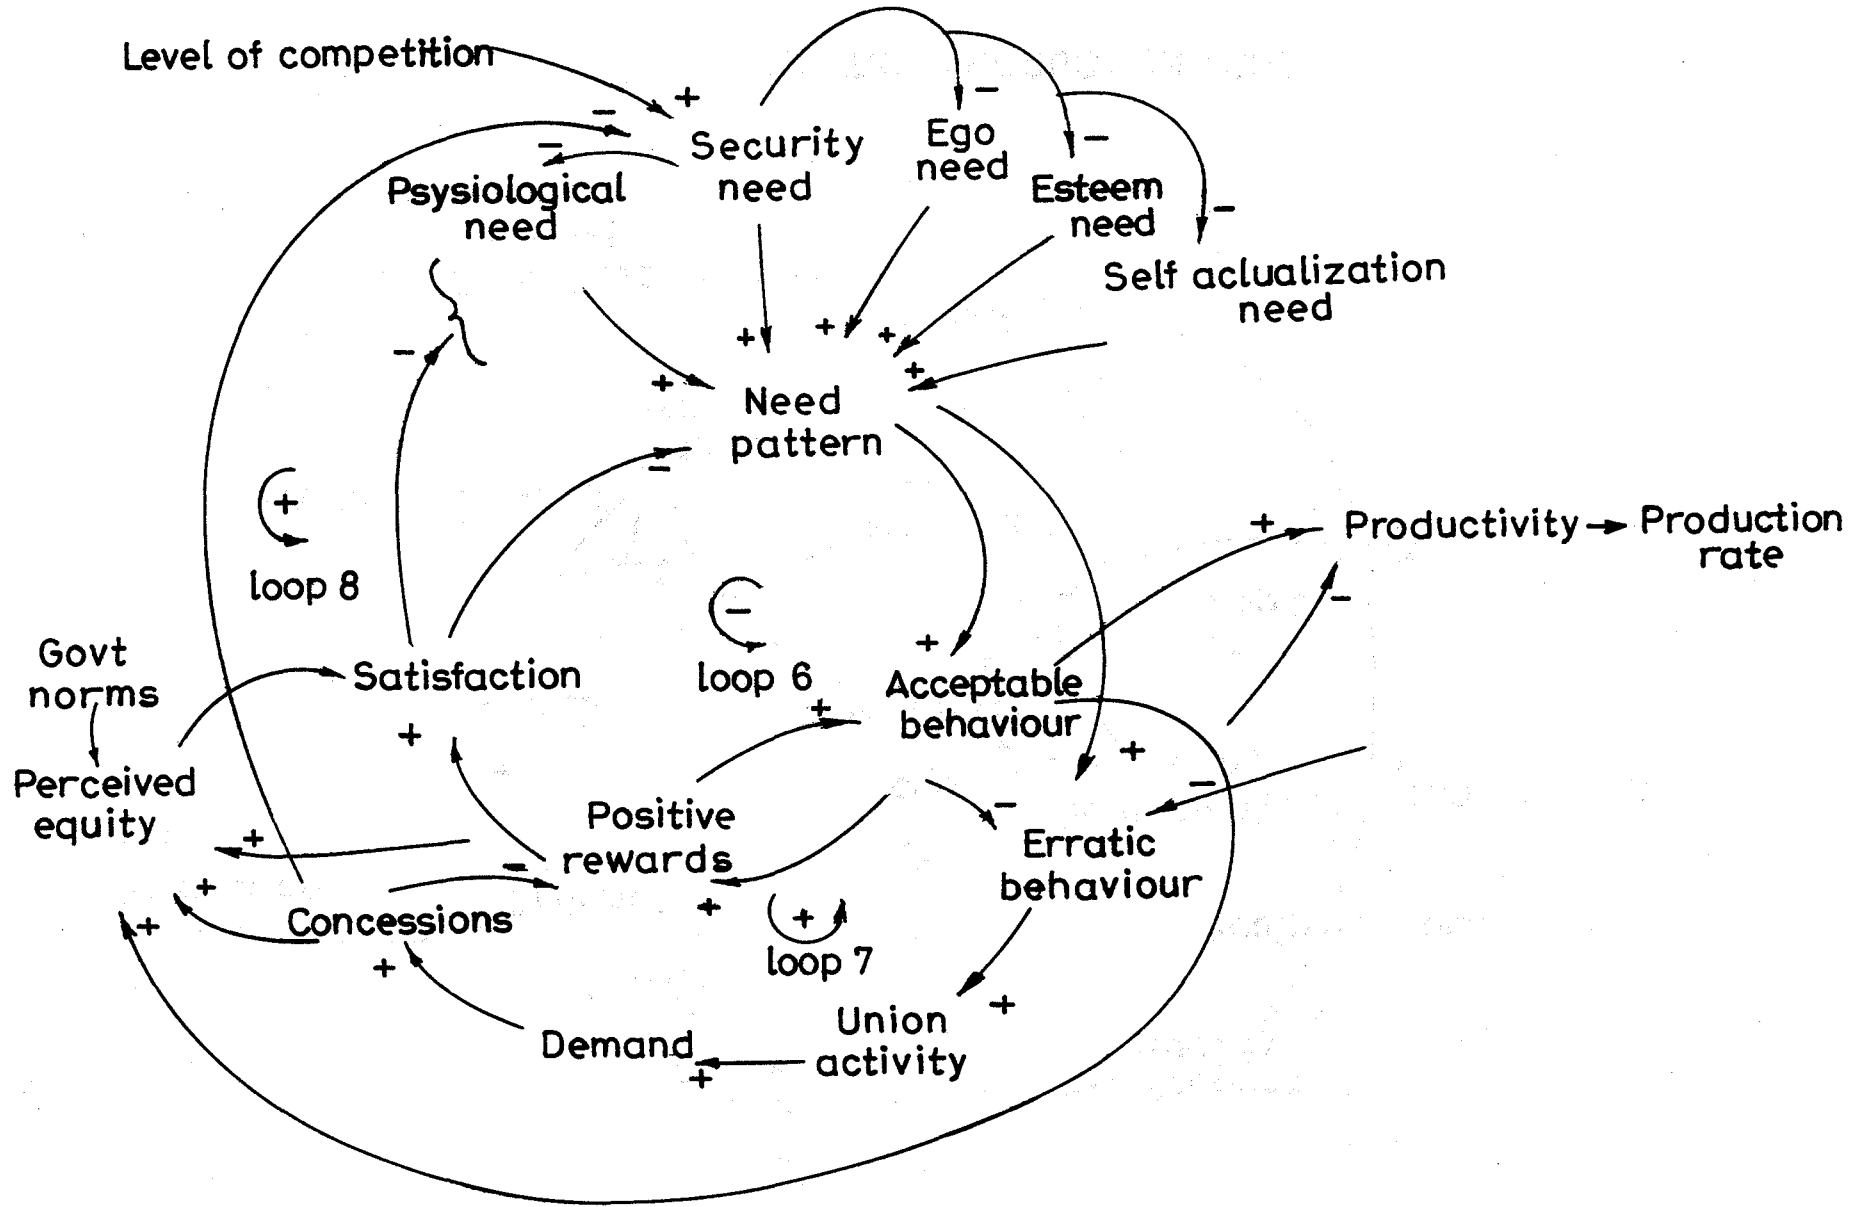 Level of competition
+
−
−
−
Security
need
Ego
need
−
Esteem
need
−
Psysiological
need
Self aclualization
need
+
+
+
+
+
−
Need
pattern
−
+
loop 8
+
Productivity
Production
rate
−
−
loop 6
Govt
norms
Satisfaction
+
Acceptable
behaviour
+
+
+
−
Perceived
equity
Positive
rewards
−
Erratic
behaviour
+
−
+
Concessions
+
+
loop 7
+
+
+
Union
activity
Demand
+